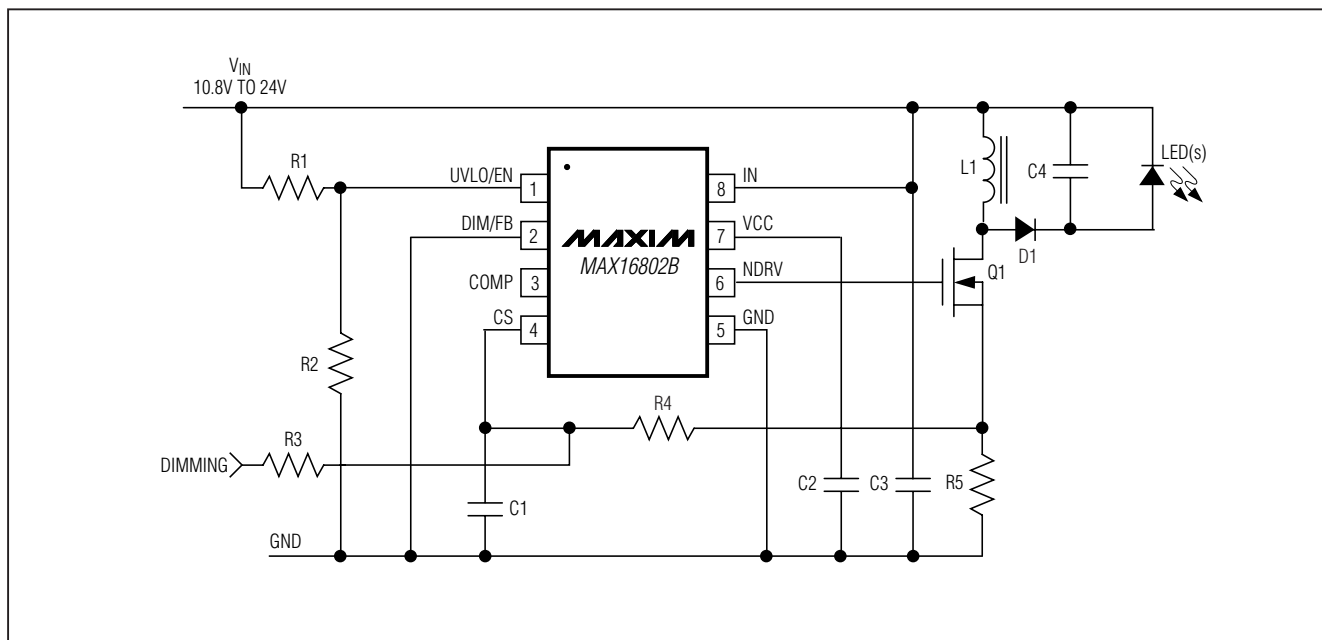 VIN
10.8V TO 24V
R1
UVLO/EN
1
8
IN
L1
C4
LED(s)
DIM/FB
2
MAXIM
7
VCC
D1
MAX16802B
COMP
3
6
NDRV
Q1
CS
4
5
GND
R2
R4
R3
DIMMING
C1
C2
C3
R5
GND